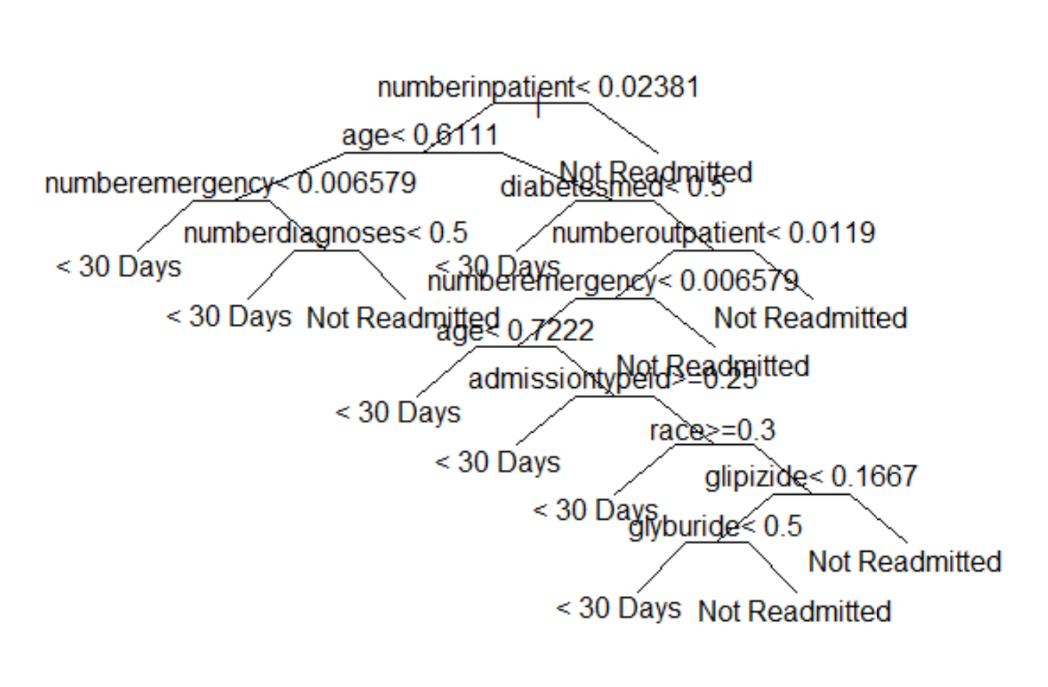 numberinpatient< 0.02381
age< 0.6111
Not Readmitted
numberemergency< 0.006579
diabetesmed< 0.5
numberdiagnoses< 0.5
numberoutpatient< 0.0119
< 30 Days
< 30 Days
numberemergency< 0.006579
< 30 Days
Not Readmitted
Not Readmitted
age< 0.7222
Not Readmitted
admissiontypeid>=0.25
< 30 Days
race>=0.3
< 30 Days
glipizide< 0.1667
< 30 Days
glyburide< 0.5
Not Readmitted
< 30 Days
Not Readmitted